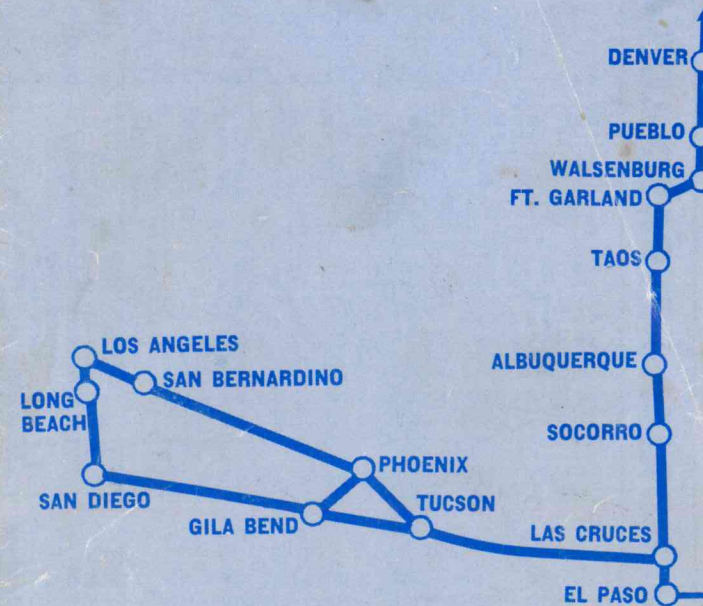 DENVER
PUEBLO
WALSENBURG
FT. GARLAND
TAOS
LOS ANGELES
ALBUQUERQUE
SAN BERNARDINO
LONG
BEACH
SOCORRO
PHOENIX
SAN DIEGO
TUCSON
GILA BEND
LAS CRUCES
EL PASO